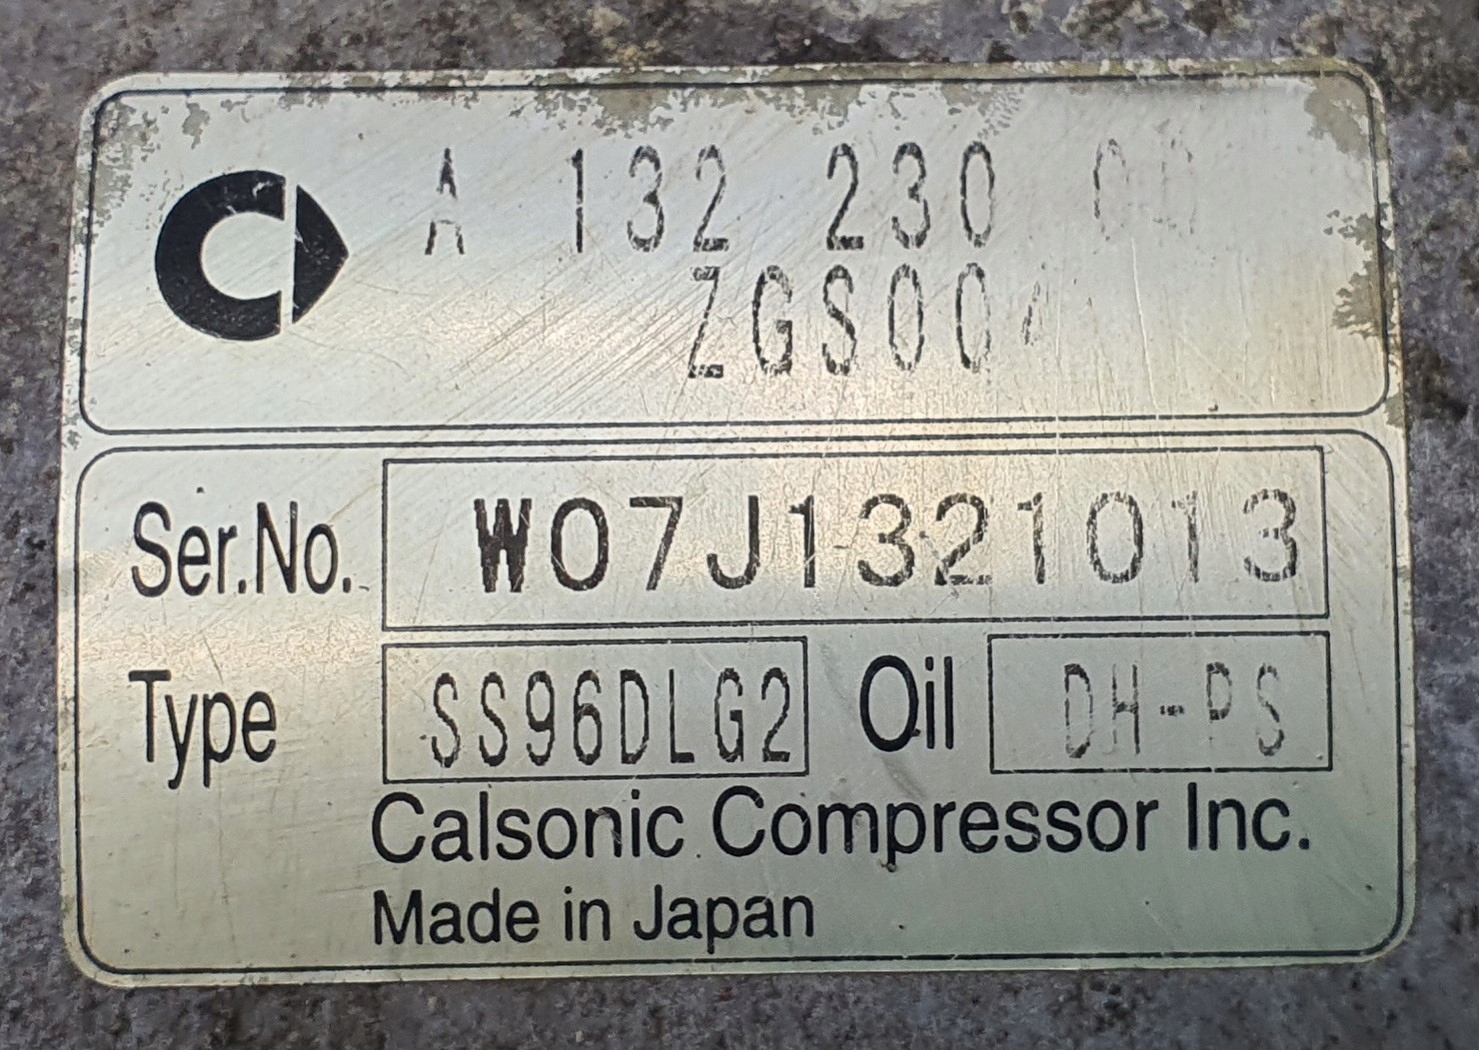 A 132 230
ZGS00
Ser.No. W07J1321013
Type SS96DLG2 Oil DH-PS
Calsonic Compressor Inc.
Made in Japan